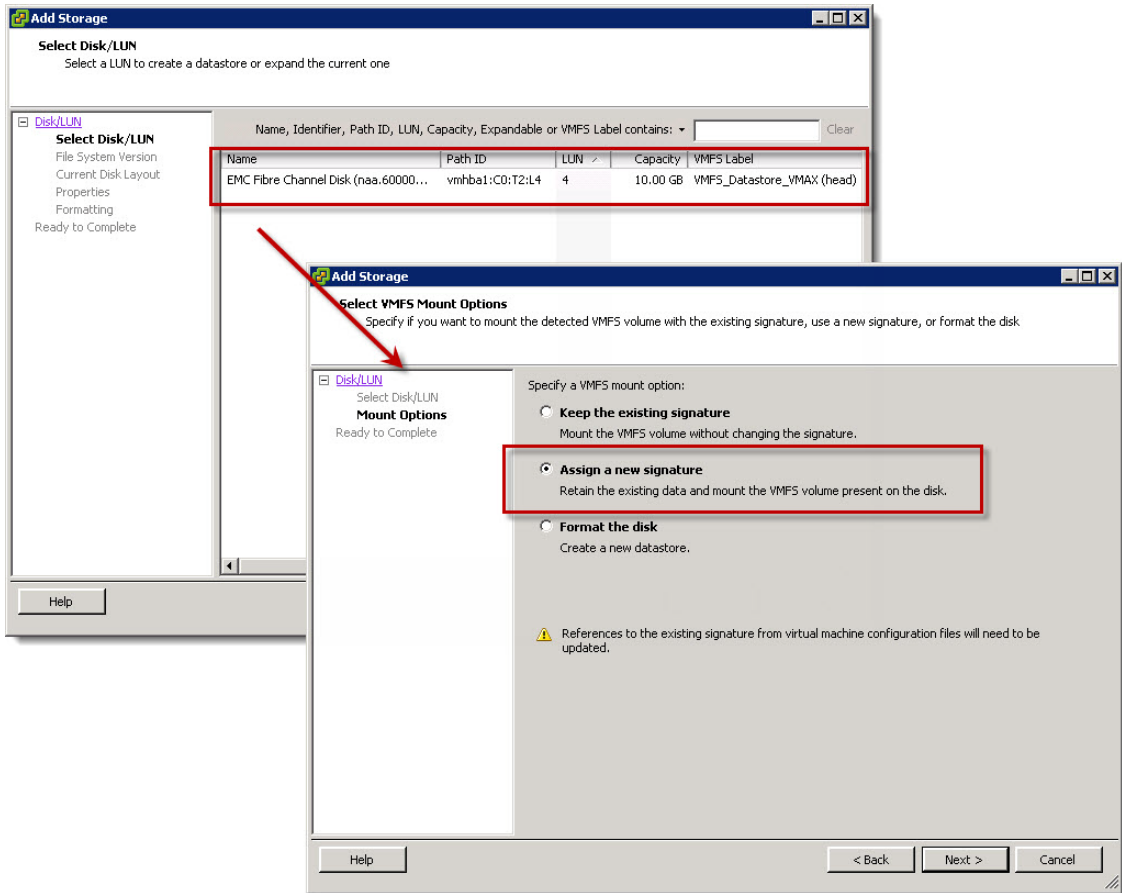 Add Storage
Select Disk/LUN
Select a LUN to create a datastore or expand the current one
Disk/LUN
Select Disk/LUN
File System Version
Current Disk Layout
Properties
Formatting
Ready to Complete
Name, Identifier, Path ID, LUN, Capacity, Expandable or VMFS Label contains:
Clear
Name Path ID LUN Capacity VMFS Label
EMC Fibre Channel Disk (naa.60000... vmhba1:C0:T2:L4 4 10.00 GB VMFS_Datastore_VMAX (head)
Help
Add Storage
Select VMFS Mount Options
Specify if you want to mount the detected VMFS volume with the existing signature, use a new signature, or format the disk
Disk/LUN
Select Disk/LUN
Mount Options
Ready to Complete
Specify a VMFS mount option:
Keep the existing signature
Mount the VMFS volume without changing the signature.
Assign a new signature
Retain the existing data and mount the VMFS volume present on the disk.
Format the disk
Create a new datastore.
References to the existing signature from virtual machine configuration files will need to be
updated.
Help
< Back
Next >
Cancel